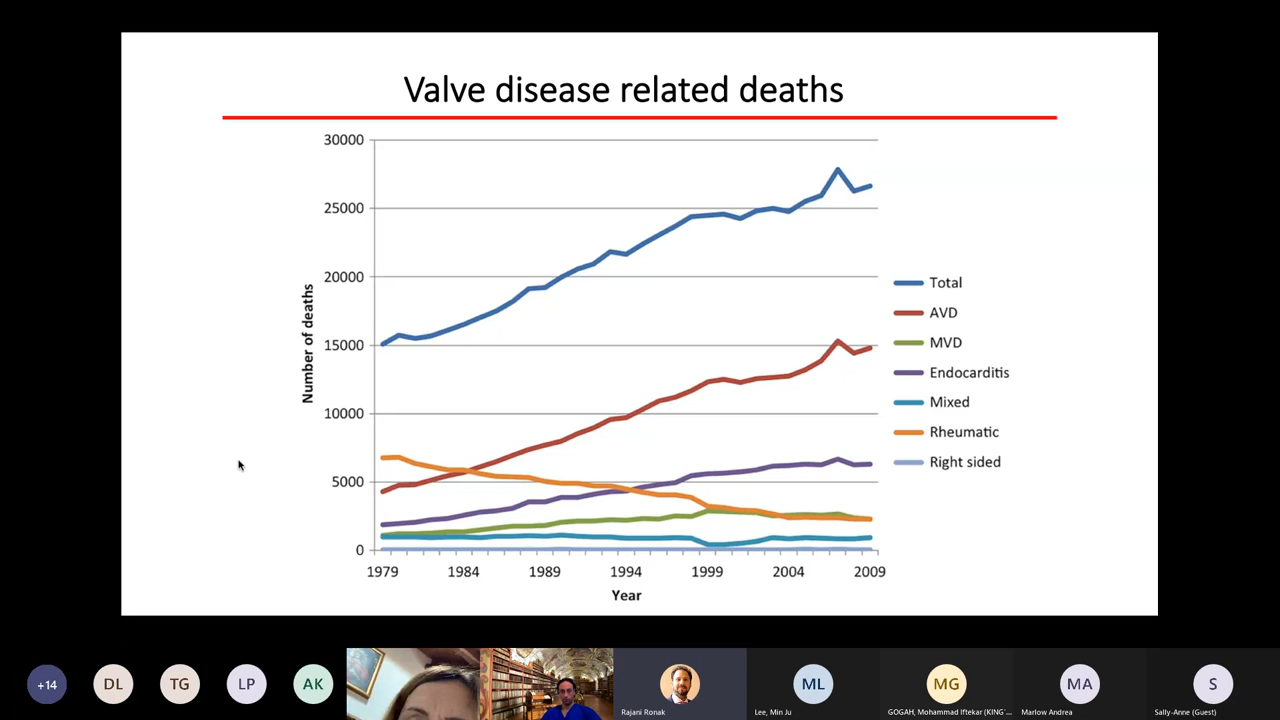 Valve disease related deaths
30000
25000
20000
15000
10000
5000
0
Number of deaths
1979
1984
1989
1994
1999
2004
2009
Year
Total
AVD
MVD
Endocarditis
Mixed
Rheumatic
Right sided
+14
DL
TG
LP
AK
Rajani Ronak
ML
Lee, Min Ju
MG
GOGAH, Mohammad Iftekar (KING'...
MA
Marlow Andrea
S
Sally-Anne (Guest)